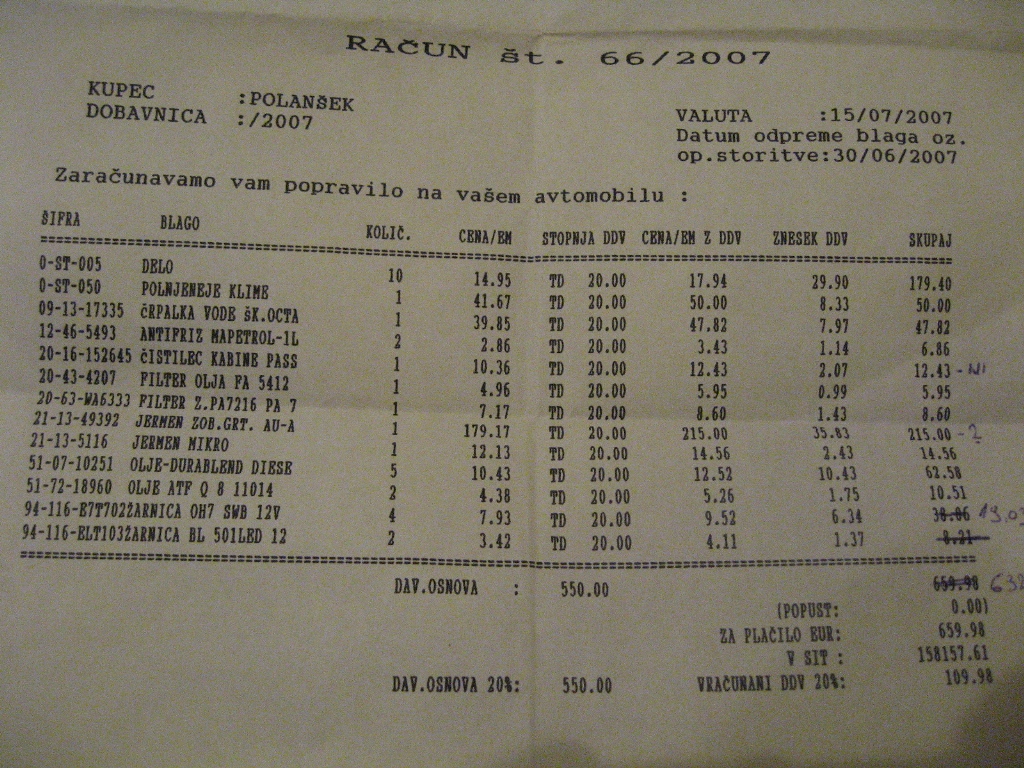 RAČUN št. 66/2007
KUPEC :POLANŠEK
DOBAVNICA :/2007
VALUTA :15/07/2007
Datum odpreme blaga oz.
op.storitve:30/06/2007
Zaračunavamo vam popravilo na vašem avtomobilu :
ŠIFRA BLAGO KOLIČ. CENA/EM STOPNJA DDV CENA/EM Z DDV ZNESEK DDV SKUPAJ
0-ST-005 DELO 10 14.95 TD 20.00 17.94 29.90 179.40
0-ST-050 POLNJENEJE KLIME 1 41.67 TD 20.00 50.00 8.33 50.00
09-13-17335 ČRPALKA VODE ŠK.OCTA 1 39.85 TD 20.00 47.82 7.97 47.82
12-46-5493 ANTIFRIZ MAPETROL-1L 2 2.86 TD 20.00 3.43 1.14 6.86
20-16-152645 ČISTILEC KABINE PASS 1 10.36 TD 20.00 12.43 2.07 12.43 - NI
20-43-4207 FILTER OLJA FA 5412 1 4.96 TD 20.00 5.95 0.99 5.95
20-63-WA6333 FILTER Z.PA7216 PA 7 1 7.17 TD 20.00 8.60 1.43 8.60
21-13-49392 JERMEN ZOB.GRT. AU-A 1 179.17 TD 20.00 215.00 35.83 215.00 - ?
21-13-5116 JERMEN MIKRO 1 12.13 TD 20.00 14.56 2.43 14.56
51-07-10251 OLJE-DURABLEND DIESE 5 10.43 TD 20.00 12.52 10.43 62.58
51-72-18960 OLJE ATF Q 8 11014 2 4.38 TD 20.00 5.26 1.75 10.51
94-116-E7T702ŽARNICA OH7 SWB 12V 4 7.93 TD 20.00 9.52 6.34 38.06 19.03
94-116-ELT103ŽARNICA BL 501LED 12 2 3.42 TD 20.00 4.11 1.37 8.21
DAV.OSNOVA : 550.00 659.98 632
(POPUST: 0.00)
ZA PLAČILO EUR: 659.98
V SIT : 158157.61
DAV.OSNOVA 20%: 550.00 VRAČUNANI DDV 20%: 109.98